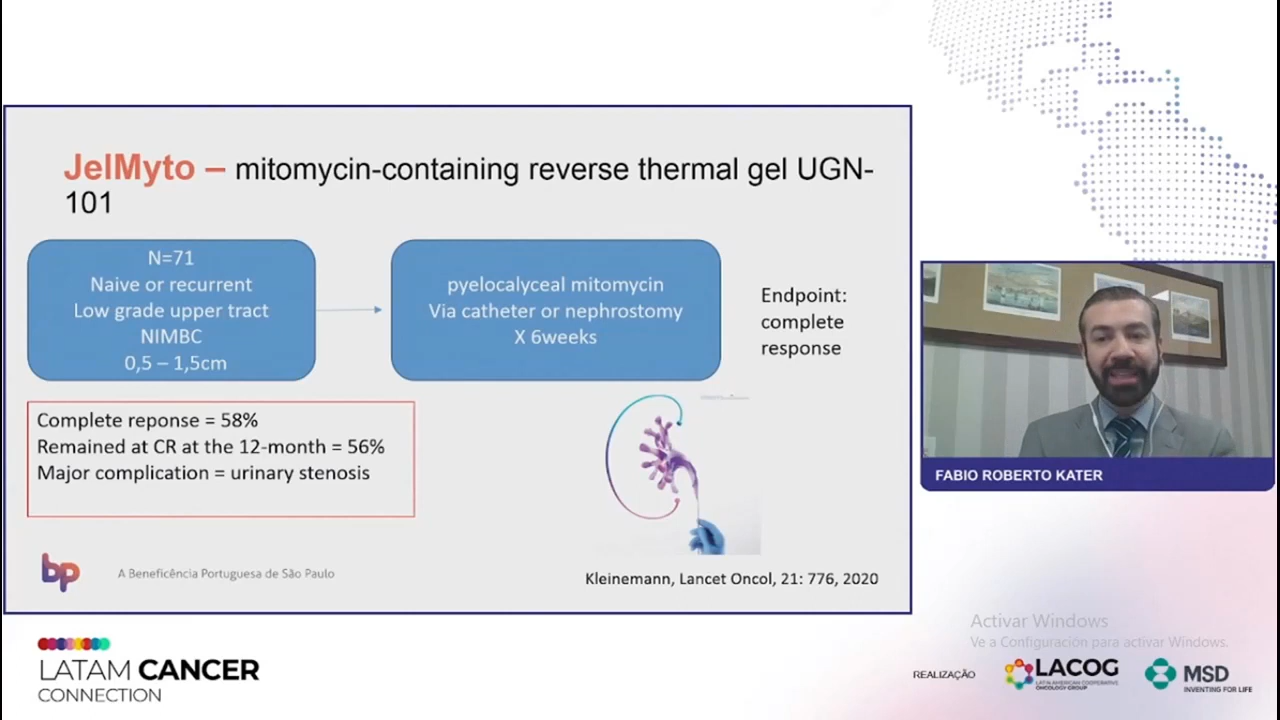 JelMyto – mitomycin-containing reverse thermal gel UGN-
101
N=71
Naive or recurrent
Low grade upper tract
NIMBC
0,5 – 1,5cm
pyelocalyceal mitomycin
Via catheter or nephrostomy
X 6weeks
Endpoint:
complete
response
Complete reponse = 58%
Remained at CR at the 12-month = 56%
Major complication = urinary stenosis
bp
A Beneficência Portuguesa de São Paulo
Kleinemann, Lancet Oncol, 21: 776, 2020
FABIO ROBERTO KATER
Activar Windows
Ve a Configuración para activar Windows.
LATAM CANCER
CONNECTION
REALIZAÇÃO
LACOG
LATIN AMERICAN COOPERATIVE
ONCOLOGY GROUP
MSD
INVENTING FOR LIFE